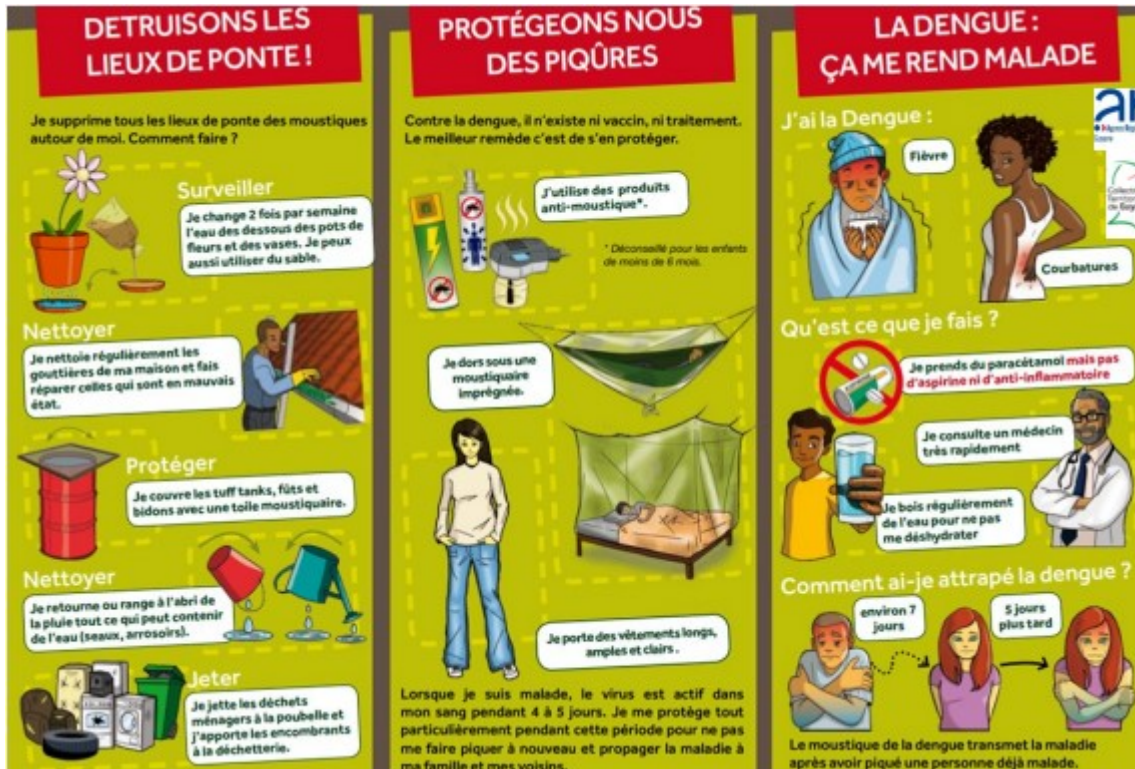 DETRUISONS LES
LIEUX DE PONTE !
Je supprime tous les lieux de ponte des moustiques
autour de moi. Comment faire ?
Surveiller
Je change 2 fois par semaine
l'eau des dessous des pots de
fleurs et des vases. Je peux
aussi utiliser du sable.
Nettoyer
Je nettoie régulièrement les
gouttières de ma maison et fais
réparer celles qui sont en mauvais
état.
Protéger
Je couvre les tuff tanks, fûts et
bidons avec une toile moustiquaire.
Nettoyer
Je retourne ou range à l'abri de
la pluie tout ce qui peut contenir
de l'eau (seaux, arrosoirs).
Jeter
Je jette les déchets
ménagers à la poubelle et
j'apporte les encombrants
à la déchetterie.
PROTÉGEONS NOUS
DES PIQÛRES
Contre la dengue, il n'existe ni vaccin, ni traitement.
Le meilleur remède c'est de s'en protéger.
J'utilise des produits
anti-moustique*.
* Déconseillé pour les enfants
de moins de 6 mois.
Je dors sous une
moustiquaire
imprégnée.
Je porte des vêtements longs,
amples et clairs.
Lorsque je suis malade, le virus est actif dans
mon sang pendant 4 à 5 jours. Je me protège tout
particulièrement pendant cette période pour ne pas
me faire piquer à nouveau et propager la maladie à
ma famille et mes voisins.
LA DENGUE :
ÇA ME REND MALADE
J'ai la Dengue :
Fièvre
Courbatures
Qu'est ce que je fais ?
Je prends du paracétamol mais pas
d'aspirine ni d'anti-inflammatoire
Je consulte un médecin
très rapidement
Je bois régulièrement
de l'eau pour ne pas
me déshydrater
Comment ai-je attrapé la dengue ?
environ 7
jours
5 jours
plus tard
Le moustique de la dengue transmet la maladie
après avoir piqué une personne déjà malade.